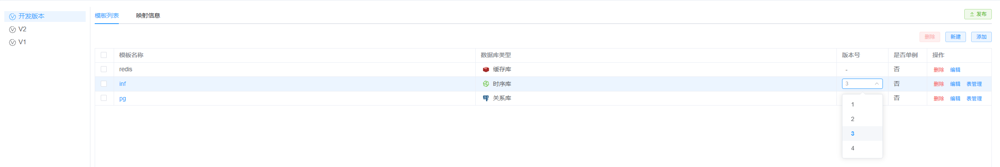 开发版本
V2
V1
模板列表 映射信息 发布
删除 新建 添加
模板名称 数据库类型 版本号 是否单例 操作
redis 缓存库 - 否 删除 编辑
inf 时序库 3 否 删除 编辑 表管理
pg 关系库 否 删除 编辑 表管理
1
2
3
4